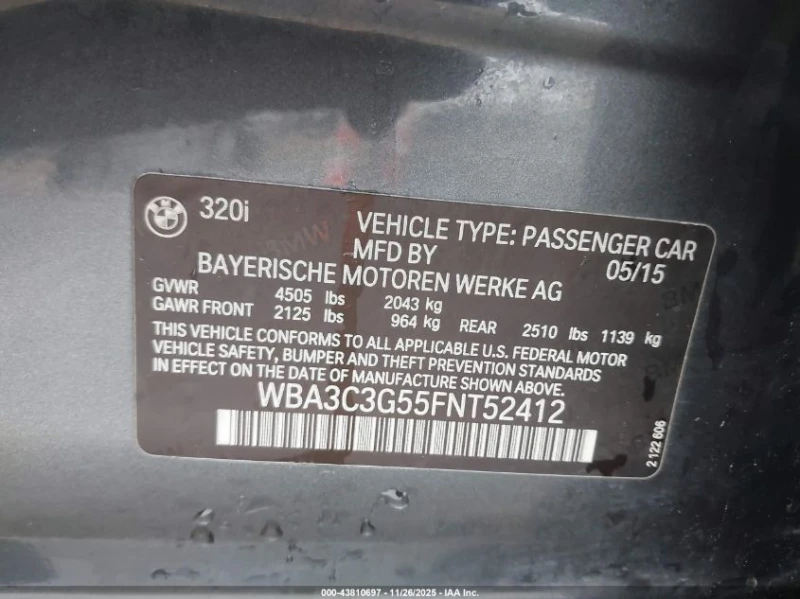 BMW 320i
VEHICLE TYPE: PASSENGER CAR
MFD BY 05/15
BAYERISCHE MOTOREN WERKE AG
GVWR 4505 lbs 2043 kg
GAWR FRONT 2125 lbs 964 kg REAR 2510 lbs 1139 kg
THIS VEHICLE CONFORMS TO ALL APPLICABLE U.S. FEDERAL MOTOR
VEHICLE SAFETY, BUMPER AND THEFT PREVENTION STANDARDS
IN EFFECT ON THE DATE OF MANUFACTURE SHOWN ABOVE.
WBA3C3G55FNT52412
2 122 606
000-43810697 - 11/26/2025 - IAA Inc.